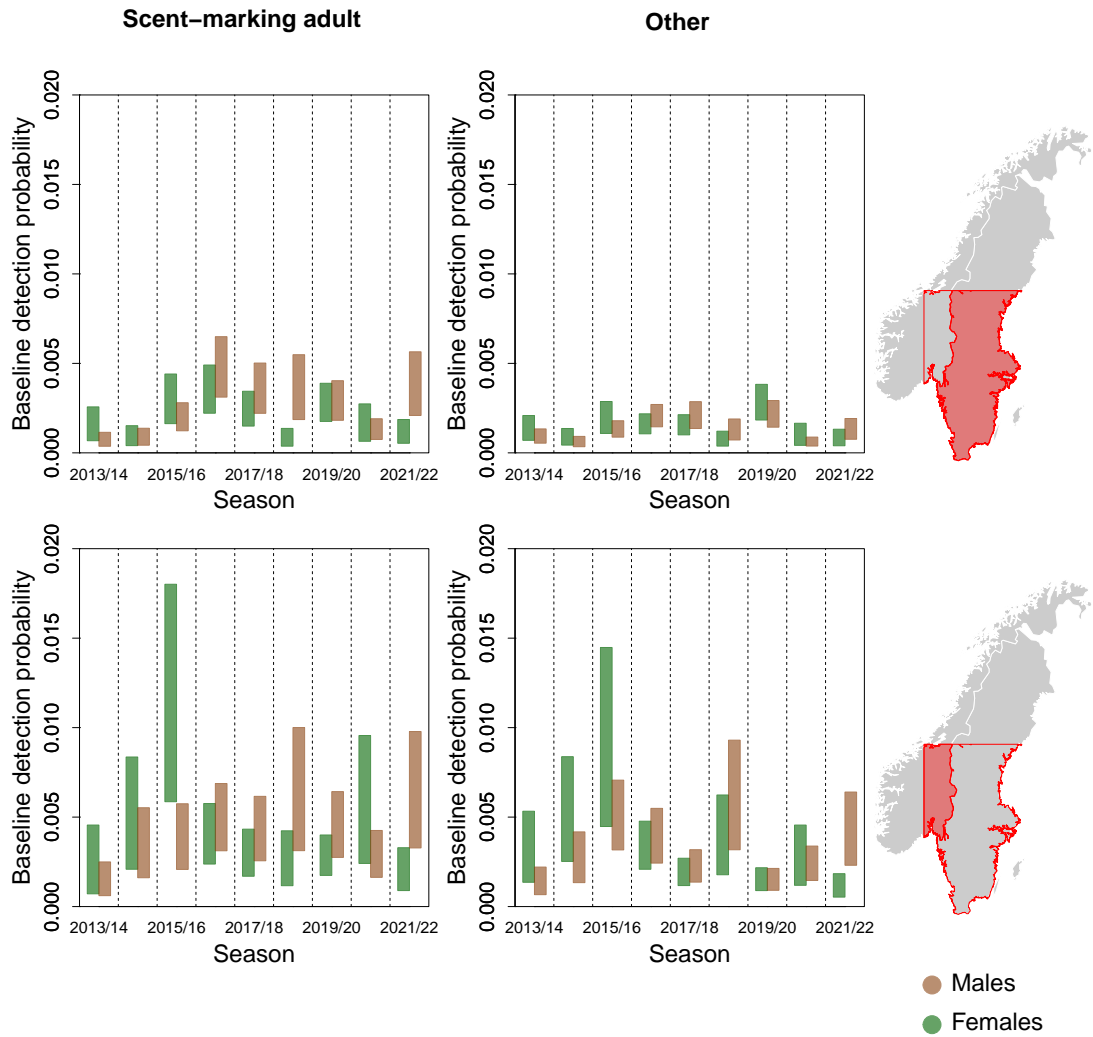 Scent−marking adult
Other
Baseline detection probability
0.000 0.005 0.010 0.015 0.020
2013/14 2015/16 2017/18 2019/20 2021/22
Season
Baseline detection probability
0.000 0.005 0.010 0.015 0.020
2013/14 2015/16 2017/18 2019/20 2021/22
Season
Baseline detection probability
0.000 0.005 0.010 0.015 0.020
2013/14 2015/16 2017/18 2019/20 2021/22
Season
Baseline detection probability
0.000 0.005 0.010 0.015 0.020
2013/14 2015/16 2017/18 2019/20 2021/22
Season
Males
Females